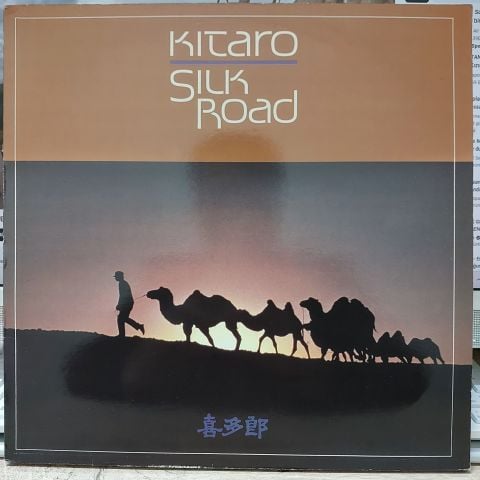 Kitaro
Silk
Road
喜多郎